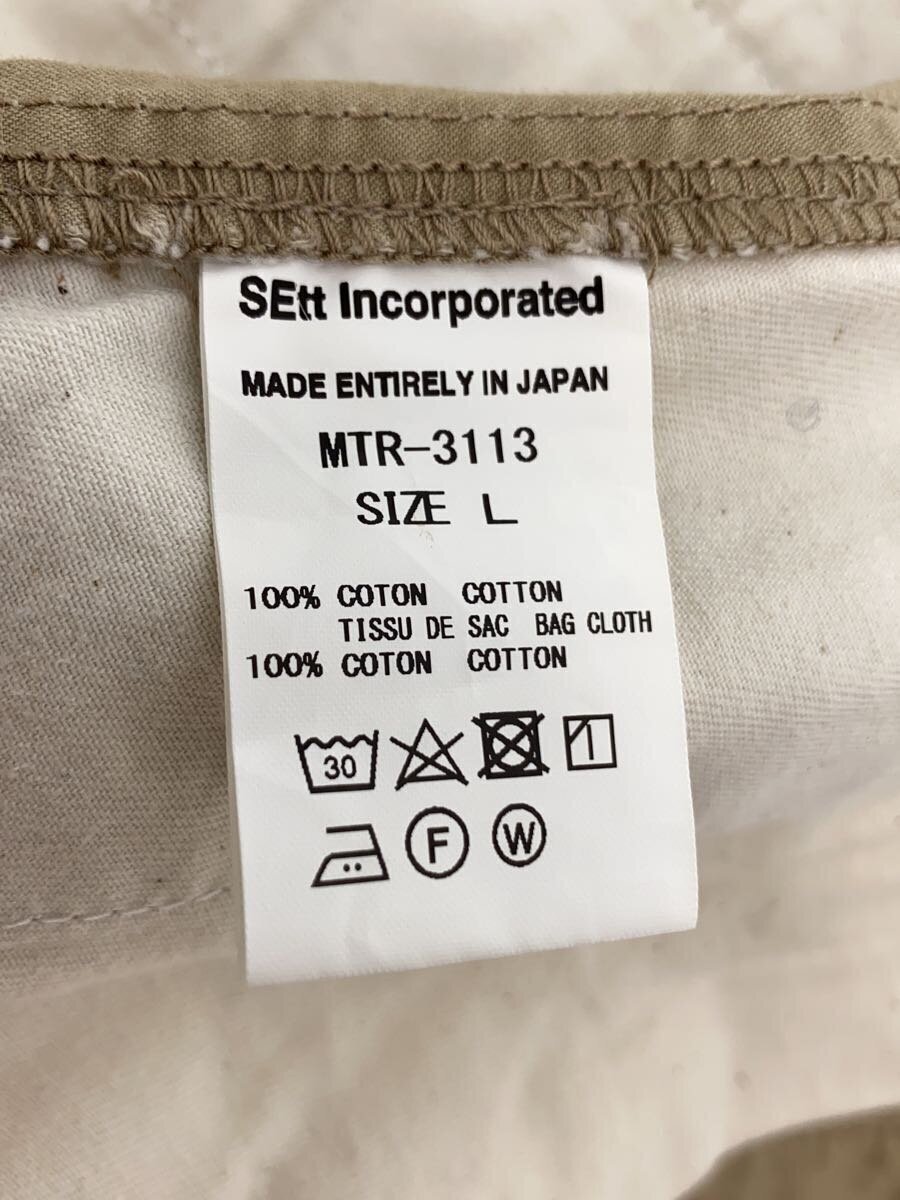 SEtt Incorporated
MADE ENTIRELY IN JAPAN
MTR-3113
SIZE L
100% COTON COTTON
TISSU DE SAC BAG CLOTH
100% COTON COTTON
30
F W